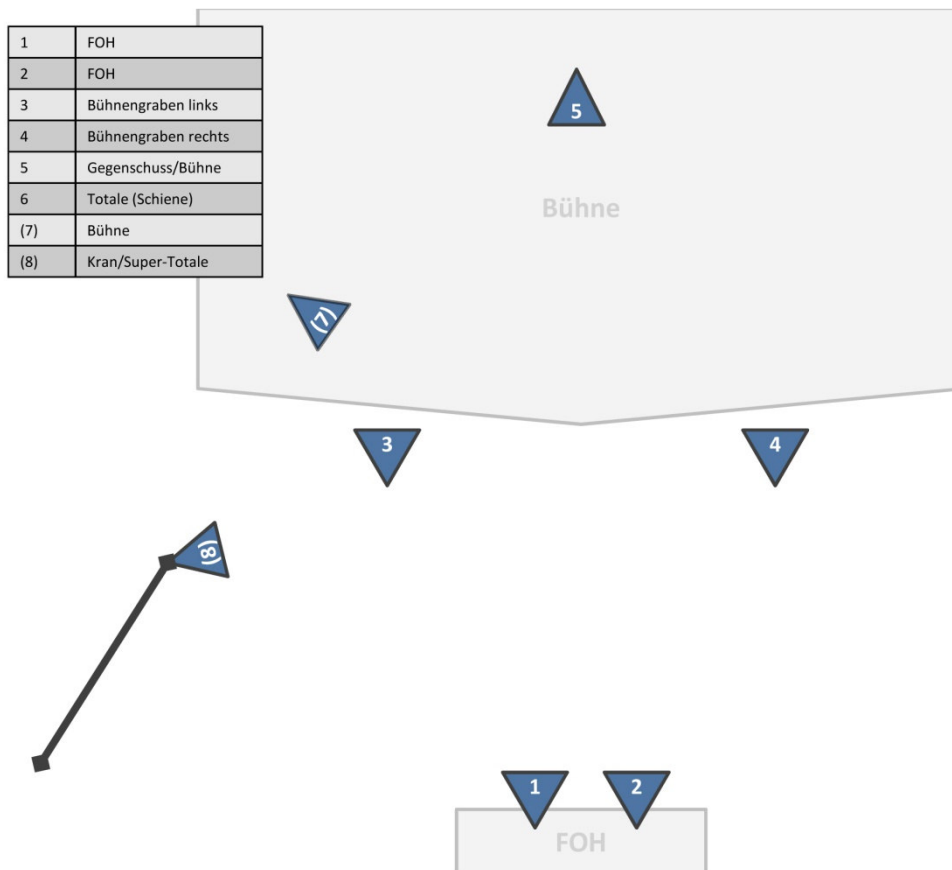 1 FOH
2 FOH
3 Bühnengraben links
4 Bühnengraben rechts
5 Gegenschuss/Bühne
6 Totale (Schiene)
(7) Bühne
(8) Kran/Super-Totale
5
Bühne
(7)
3
4
(8)
1
2
FOH